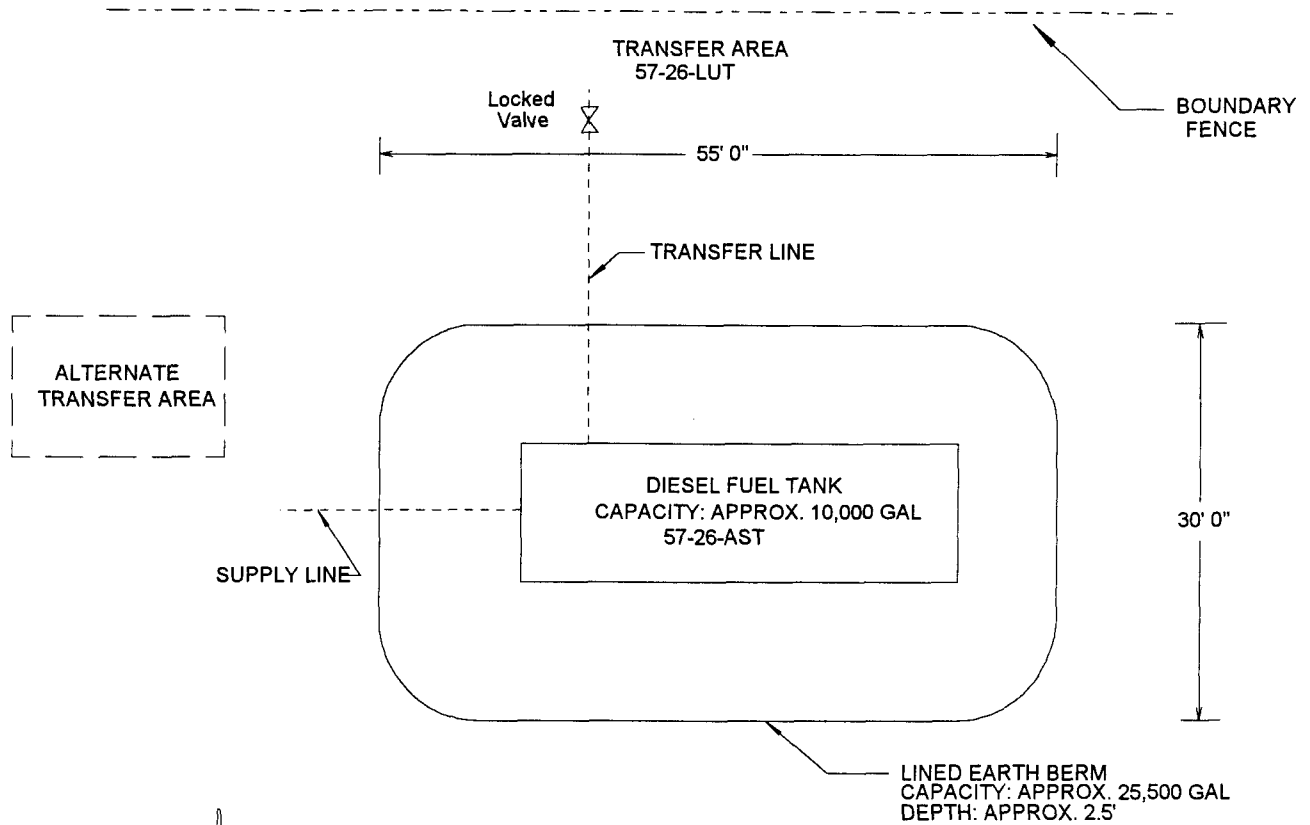 TRANSFER AREA
57-26-LUT
Locked
Valve
BOUNDARY
FENCE
55' 0"
TRANSFER LINE
ALTERNATE
TRANSFER AREA
DIESEL FUEL TANK
CAPACITY: APPROX. 10,000 GAL
57-26-AST
30' 0"
SUPPLY LINE
LINED EARTH BERM
CAPACITY: APPROX. 25,500 GAL
DEPTH: APPROX. 2.5'